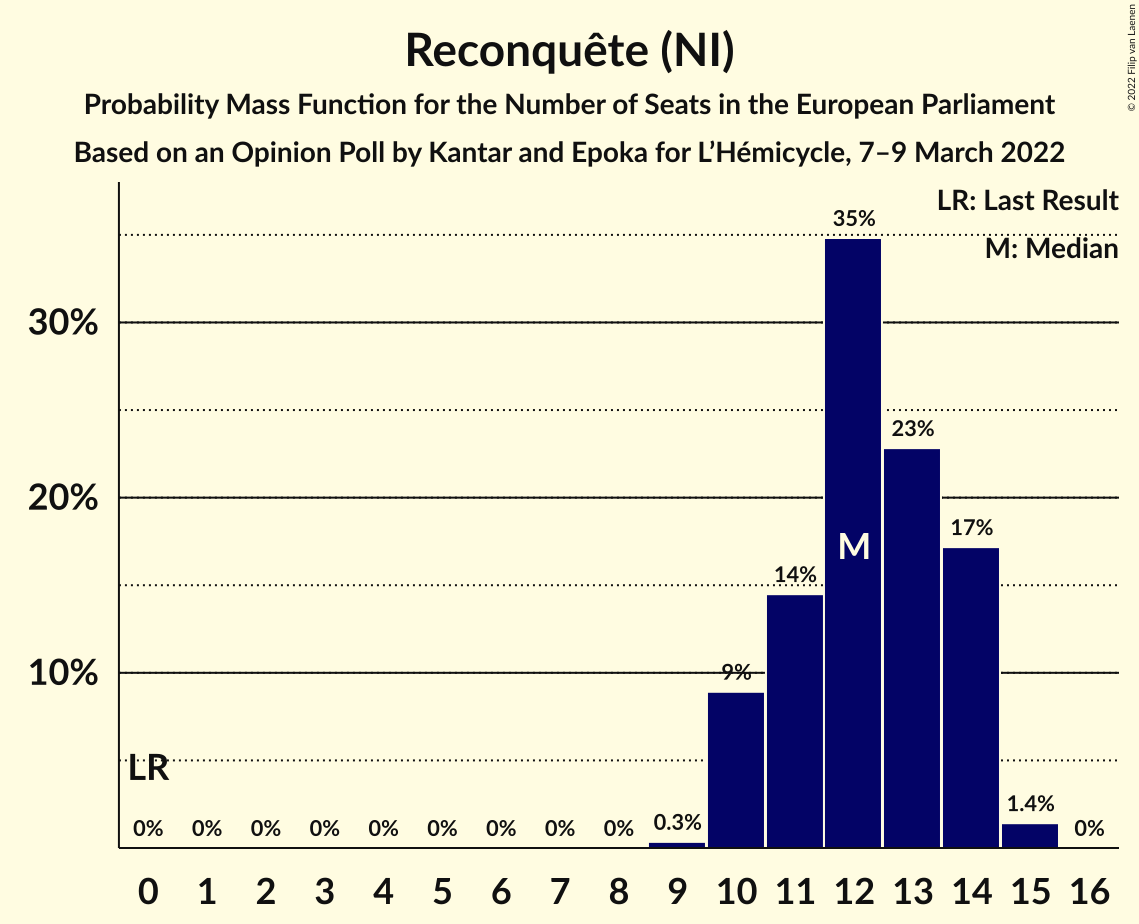 Reconquête (NI)
Probability Mass Function for the Number of Seats in the European Parliament
Based on an Opinion Poll by Kantar and Epoka for L’Hémicycle, 7–9 March 2022
© 2022 Filip van Laenen
LR: Last Result
M: Median
30%
20%
10%
LR
M
0% 0% 0% 0% 0% 0% 0% 0% 0% 0.3% 9% 14% 35% 23% 17% 1.4% 0%
0 1 2 3 4 5 6 7 8 9 10 11 12 13 14 15 16